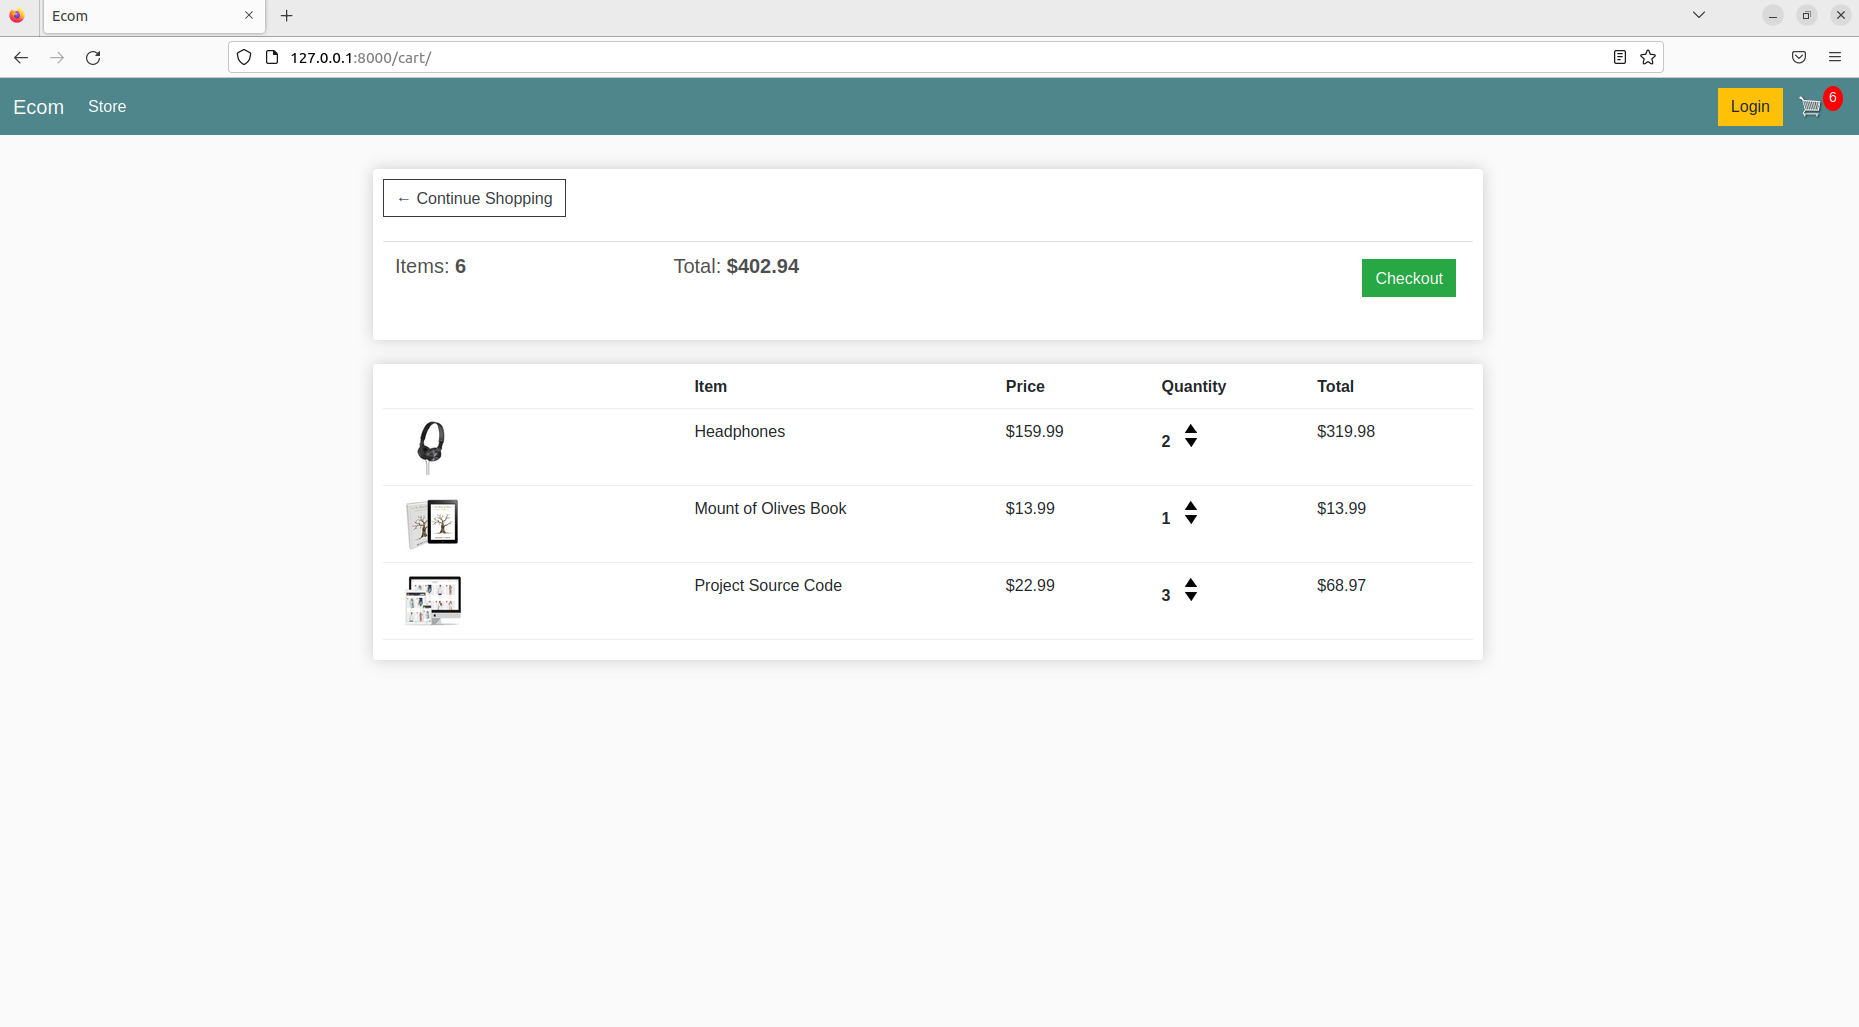 Ecom
127.0.0.1:8000/cart/
Ecom Store Login 6
← Continue Shopping
Items: 6 Total: $402.94 Checkout
Item Price Quantity Total
Headphones $159.99 2 $319.98
Mount of Olives Book $13.99 1 $13.99
Project Source Code $22.99 3 $68.97